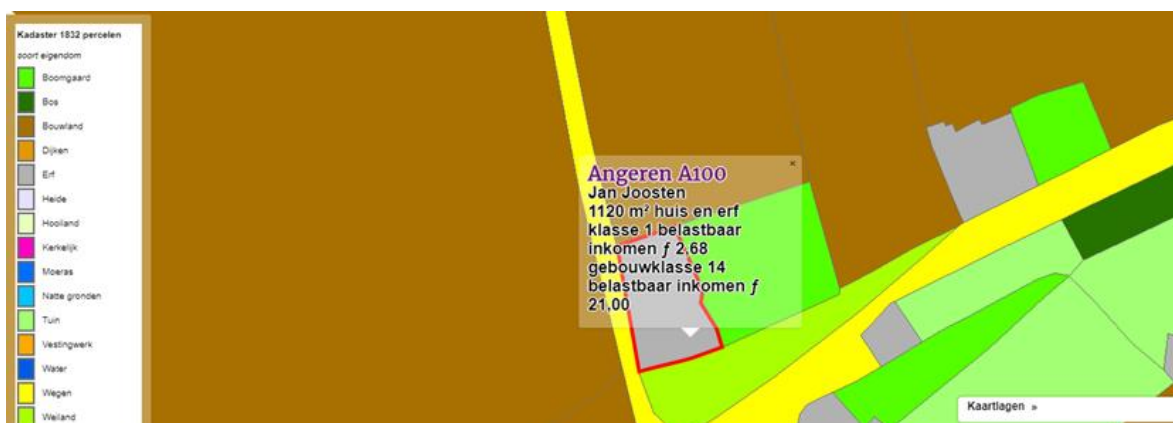 Kadaster 1832 percelen
soort eigendom
Boomgaard
Bos
Bouwland
Dijken
Erf
Heide
Hooiland
Kerkelijk
Moeras
Natte gronden
Tuin
Vestingwerk
Water
Wegen
Weiland
×
Angeren A100
Jan Joosten
1120 m² huis en erf
klasse 1 belastbaar
inkomen ƒ 2,68
gebouwklasse 14
belastbaar inkomen ƒ
21,00
Kaartlagen »